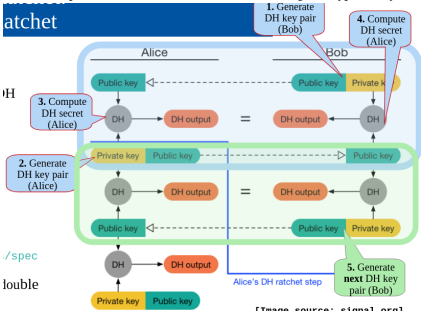 atchet
1. Generate
DH key pair
(Bob)
4. Compute
DH secret
(Alice)
Alice
Bob
Public key
Public key
Private key
DH
3. Compute
DH secret
(Alice)
DH
DH output
=
DH output
DH
2. Generate
DH key pair
(Alice)
Private key
Public key
Public key
DH
DH output
=
DH output
DH
Public key
Public key
Private key
/spec
5. Generate
next DH key
pair (Bob)
DH
DH output
Alice's DH ratchet step
double
Private key
Public key
[Image source: signal.org]